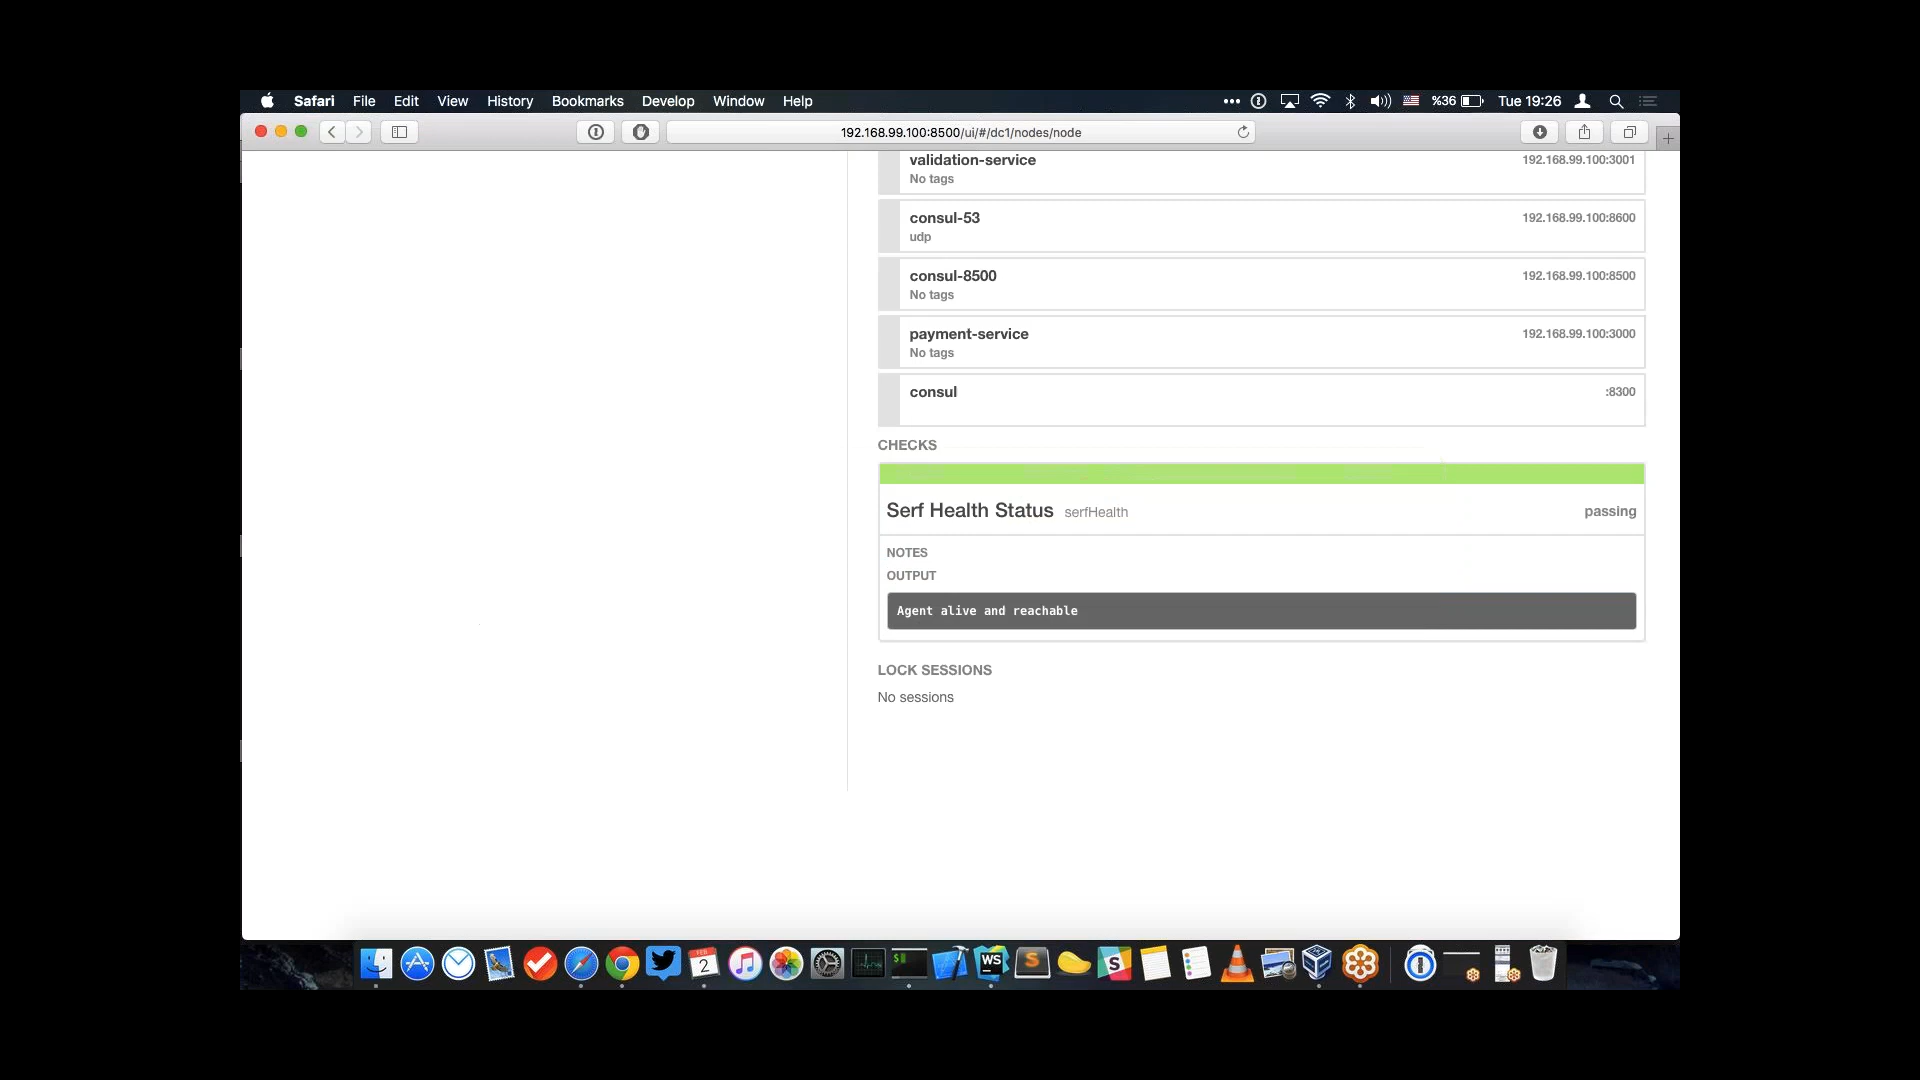 Safari File Edit View History Bookmarks Develop Window Help ••• %36 Tue 19:26
192.168.99.100:8500/ui/#/dc1/nodes/node
validation-service 192.168.99.100:3001
No tags
consul-53 192.168.99.100:8600
udp
consul-8500 192.168.99.100:8500
No tags
payment-service 192.168.99.100:3000
No tags
consul :8300
CHECKS
Serf Health Status serfHealth passing
NOTES
OUTPUT
Agent alive and reachable
LOCK SESSIONS
No sessions
FEB
2
$
WS
S